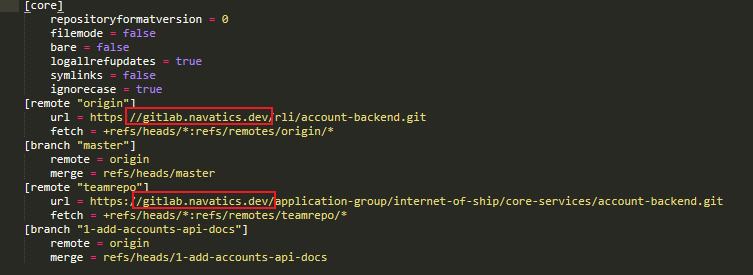 [core]
repositoryformatversion = 0
filemode = false
bare = false
logallrefupdates = true
symlinks = false
ignorecase = true
[remote "origin"]
url = https://gitlab.navatics.dev/rli/account-backend.git
fetch = +refs/heads/*:refs/remotes/origin/*
[branch "master"]
remote = origin
merge = refs/heads/master
[remote "teamrepo"]
url = https://gitlab.navatics.dev/application-group/internet-of-ship/core-services/account-backend.git
fetch = +refs/heads/*:refs/remotes/teamrepo/*
[branch "1-add-accounts-api-docs"]
remote = origin
merge = refs/heads/1-add-accounts-api-docs